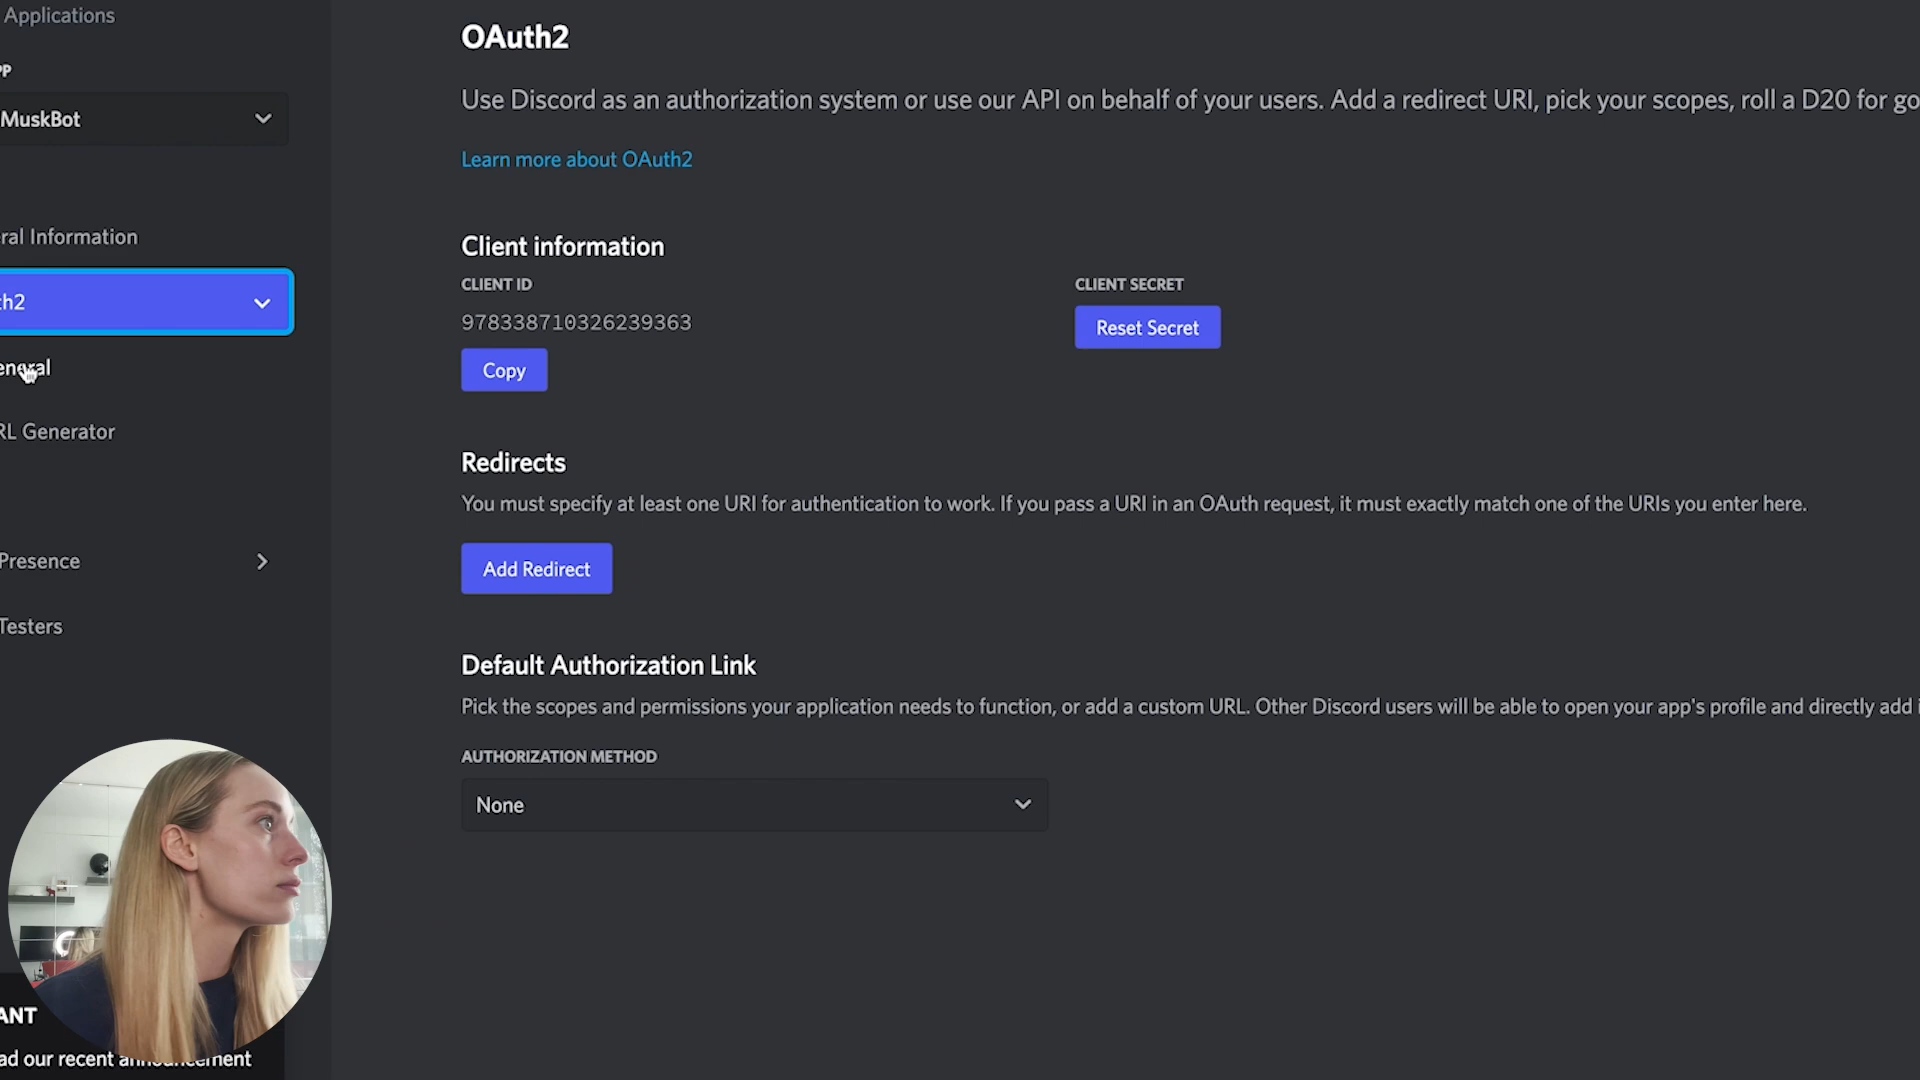 Applications
PP
MuskBot
ral Information
th2
eneral
RL Generator
Presence
Testers
ANT
ad our recent announcement
OAuth2
Use Discord as an authorization system or use our API on behalf of your users. Add a redirect URI, pick your scopes, roll a D20 for go
Learn more about OAuth2
Client information
CLIENT ID
978338710326239363
Copy
CLIENT SECRET
Reset Secret
Redirects
You must specify at least one URI for authentication to work. If you pass a URI in an OAuth request, it must exactly match one of the URIs you enter here.
Add Redirect
Default Authorization Link
Pick the scopes and permissions your application needs to function, or add a custom URL. Other Discord users will be able to open your app's profile and directly add i
AUTHORIZATION METHOD
None